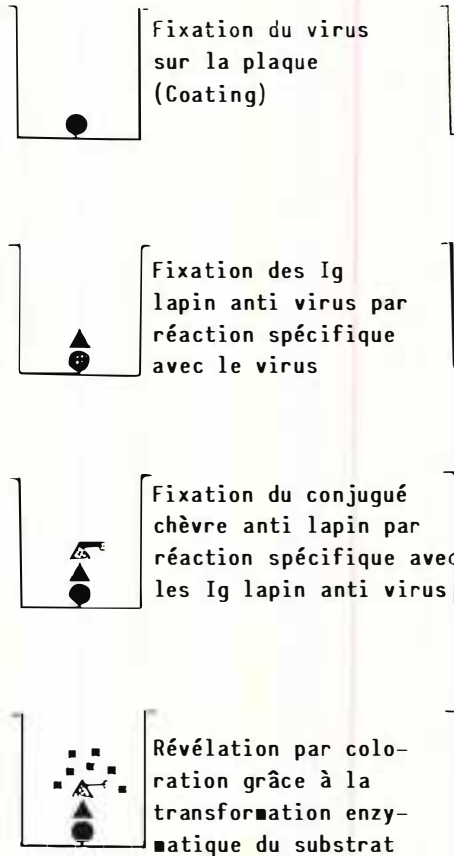 Fixation du virus
sur la plaque
(Coating)
Fixation des Ig
lapin anti virus par
réaction spécifique
avec le virus
Fixation du conjugué
chèvre anti lapin par
réaction spécifique avec
les Ig lapin anti virus
Révélation par colo-
ration grâce à la
transformation enzy-
matique du substrat